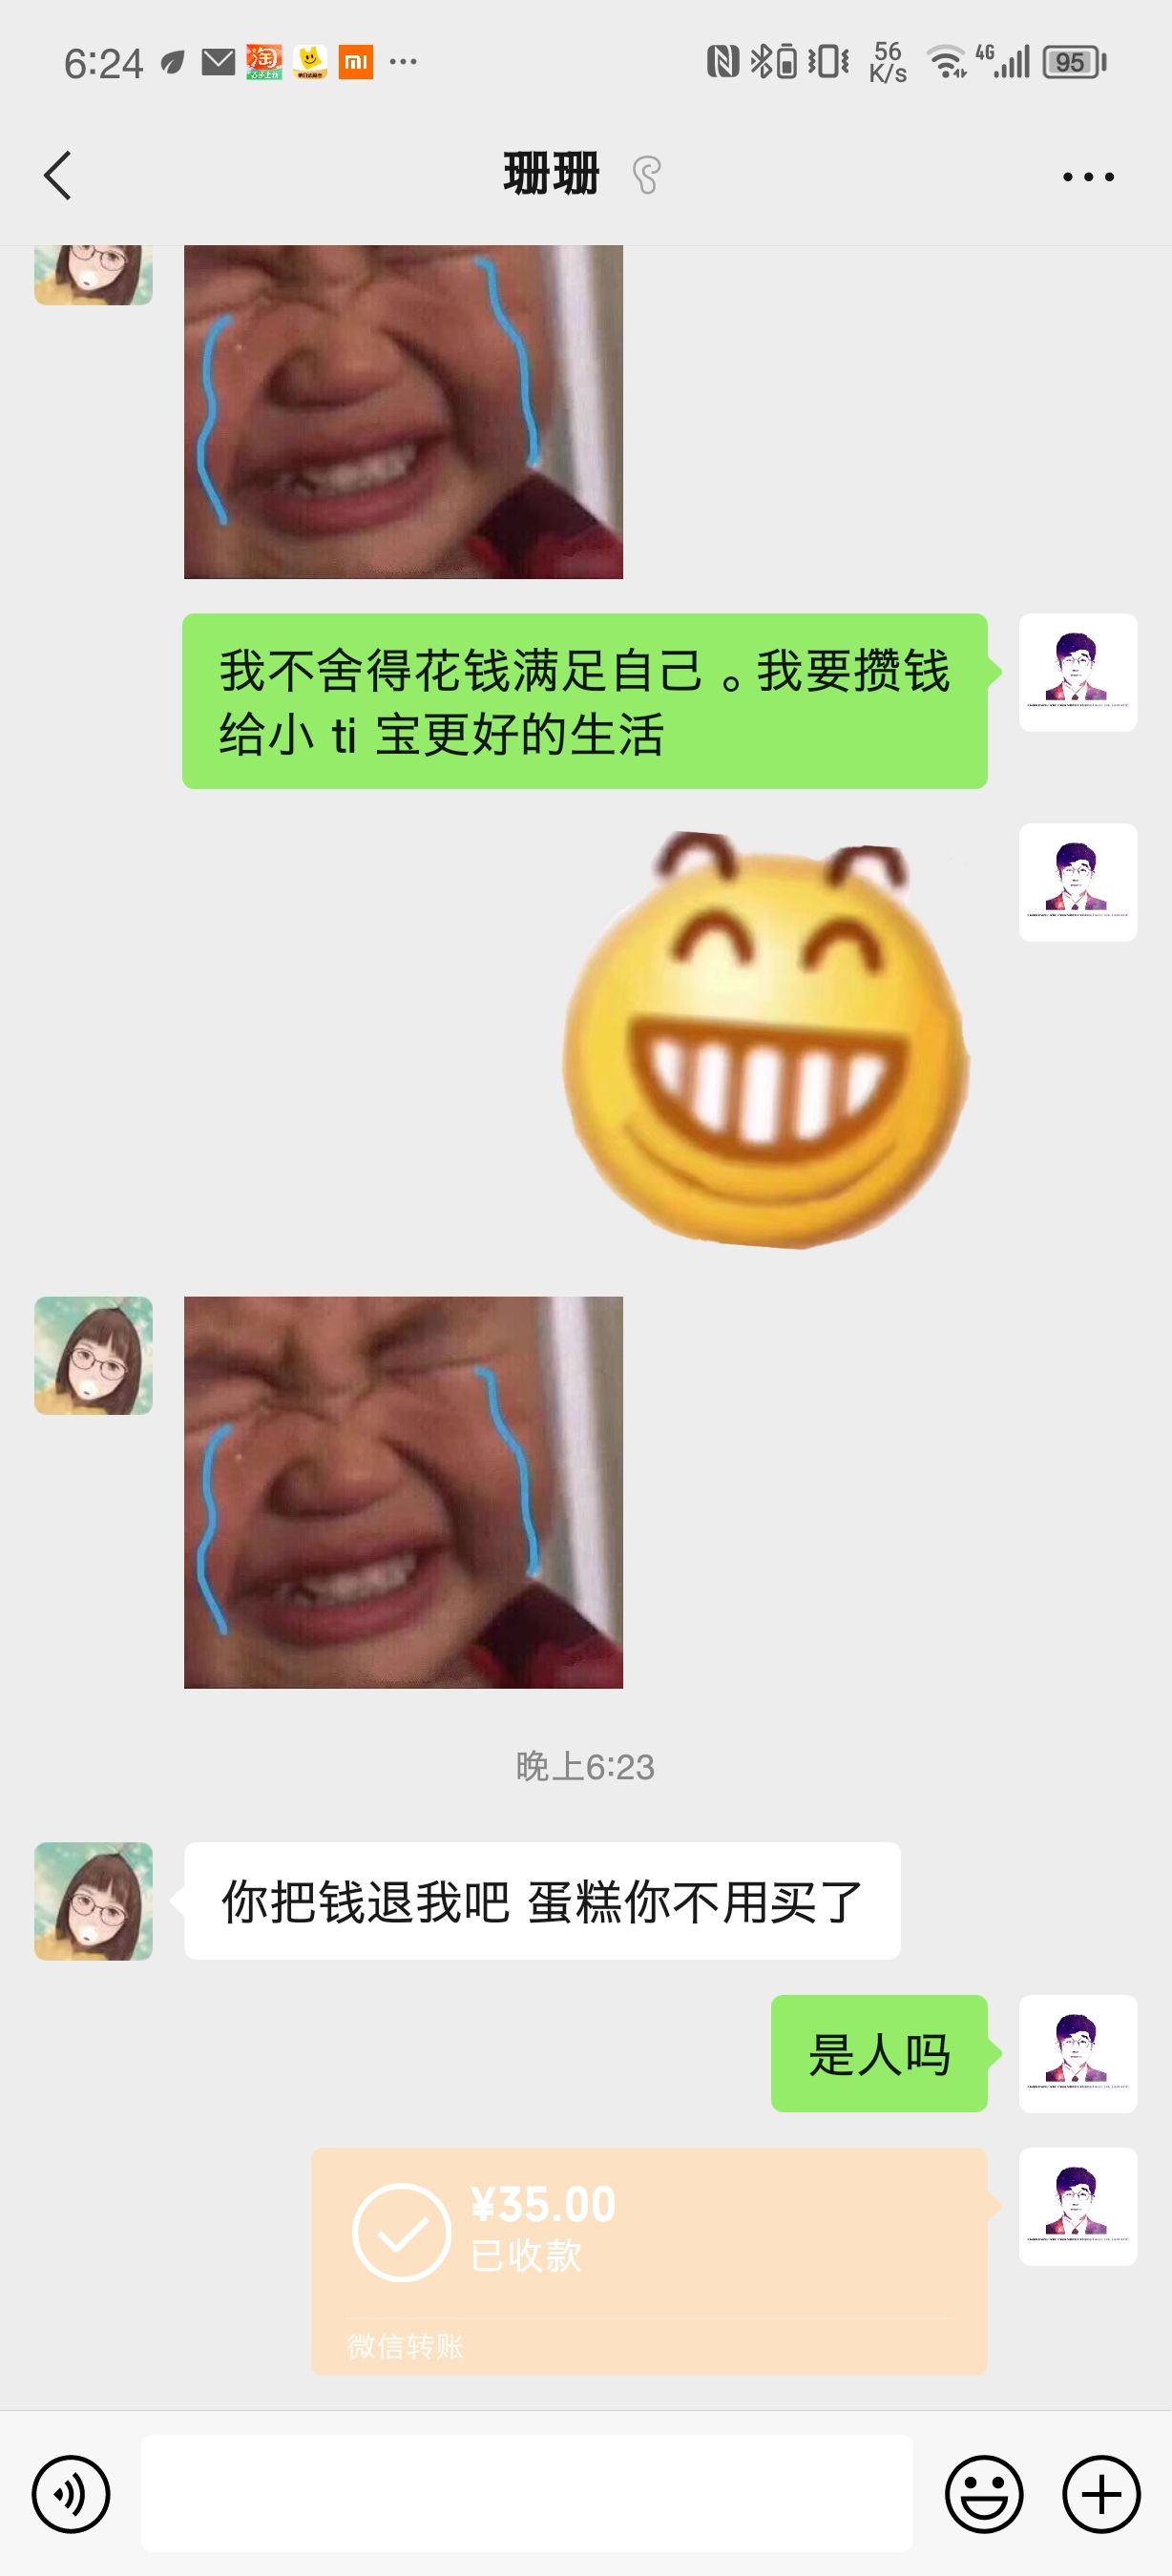 6:24
淘
mi
56
K/s
4G
95
珊珊
我不舍得花钱满足自己。我要攒钱
给小 ti 宝更好的生活
晚上6:23
你把钱退我吧 蛋糕你不用买了
是人吗
¥35.00
已收款
微信转账